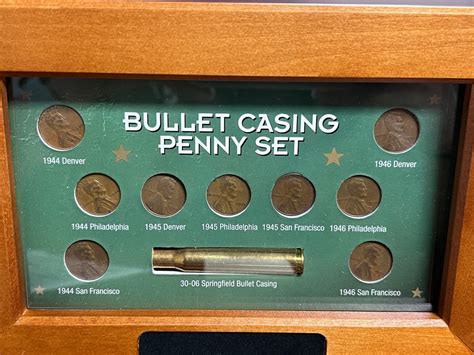 BULLET CASING
PENNY SET
1944 Denver
1946 Denver
1944 Philadelphia
1945 Denver
1945 Philadelphia
1945 San Francisco
1946 Philadelphia
1944 San Francisco
30-06 Springfield Bullet Casing
1946 San Francisco